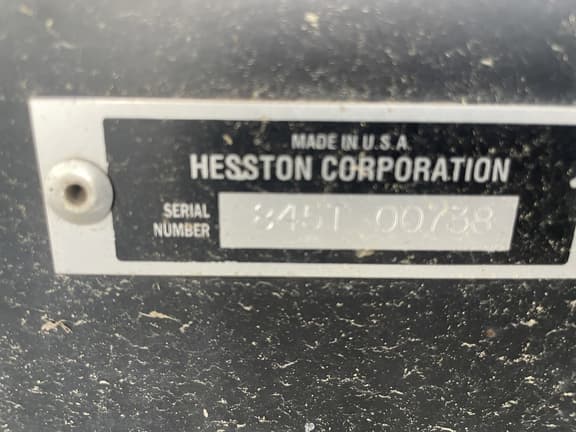 MADE IN U.S.A.
HESSTON CORPORATION
SERIAL
NUMBER
845T 00738